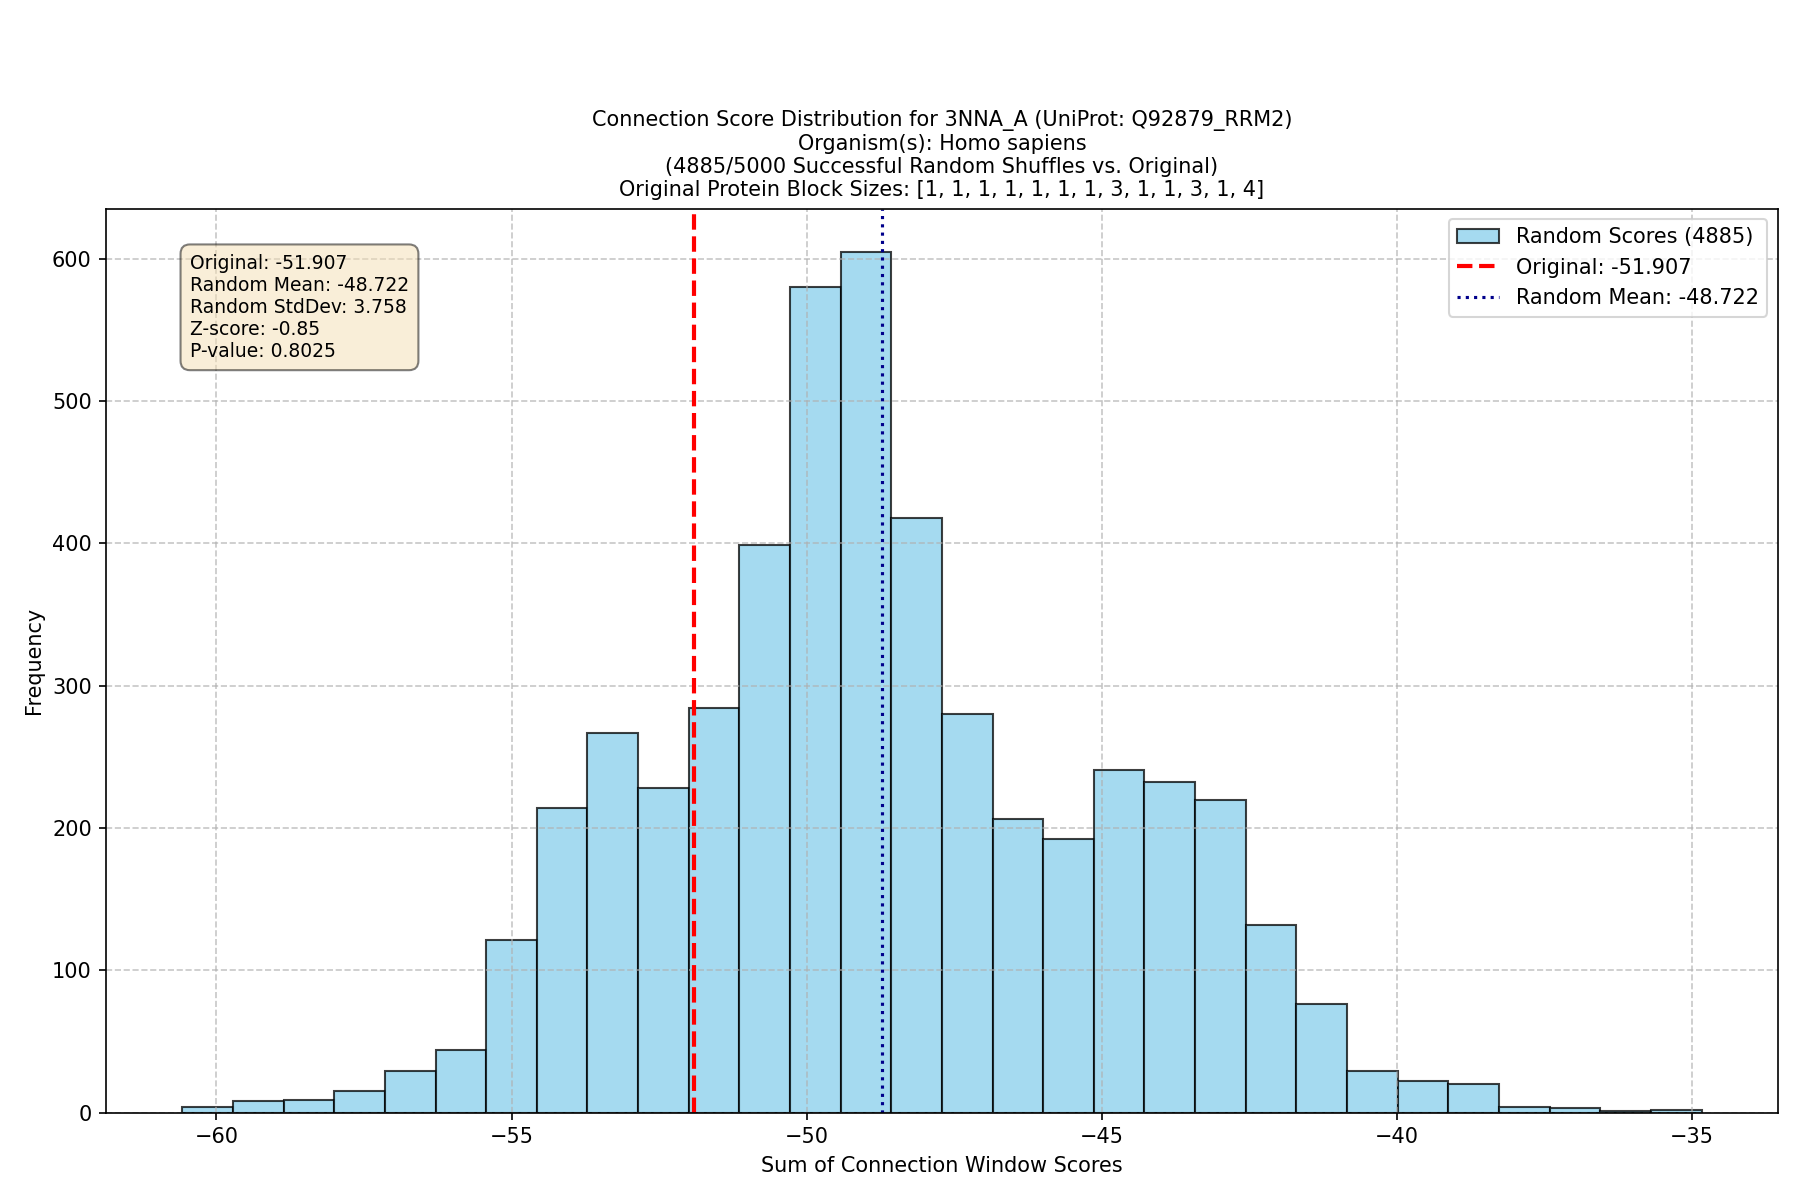 Connection Score Distribution for 3NNA_A (UniProt: Q92879_RRM2)
Organism(s): Homo sapiens
(4885/5000 Successful Random Shuffles vs. Original)
Original Protein Block Sizes: [1, 1, 1, 1, 1, 1, 1, 3, 1, 1, 3, 1, 4]
Original: -51.907
Random Mean: -48.722
Random StdDev: 3.758
Z-score: -0.85
P-value: 0.8025
Random Scores (4885)
Original: -51.907
Random Mean: -48.722
Frequency
600
500
400
300
200
100
0
−60 −55 −50 −45 −40 −35
Sum of Connection Window Scores